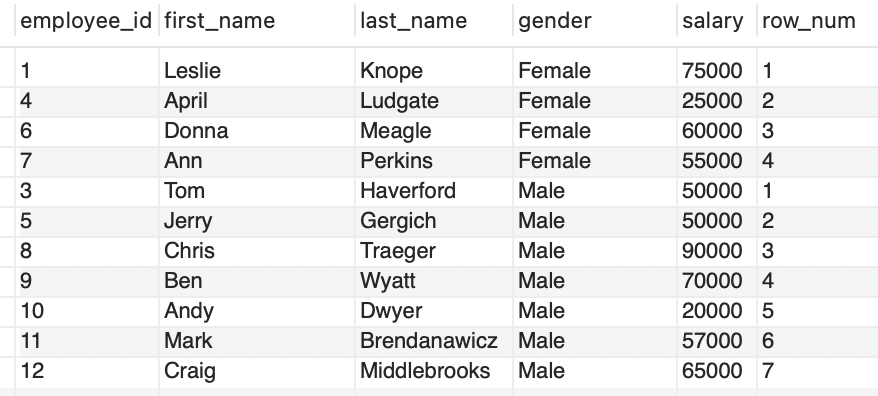 employee_id first_name last_name gender salary row_num
1 Leslie Knope Female 75000 1
4 April Ludgate Female 25000 2
6 Donna Meagle Female 60000 3
7 Ann Perkins Female 55000 4
3 Tom Haverford Male 50000 1
5 Jerry Gergich Male 50000 2
8 Chris Traeger Male 90000 3
9 Ben Wyatt Male 70000 4
10 Andy Dwyer Male 20000 5
11 Mark Brendanawicz Male 57000 6
12 Craig Middlebrooks Male 65000 7